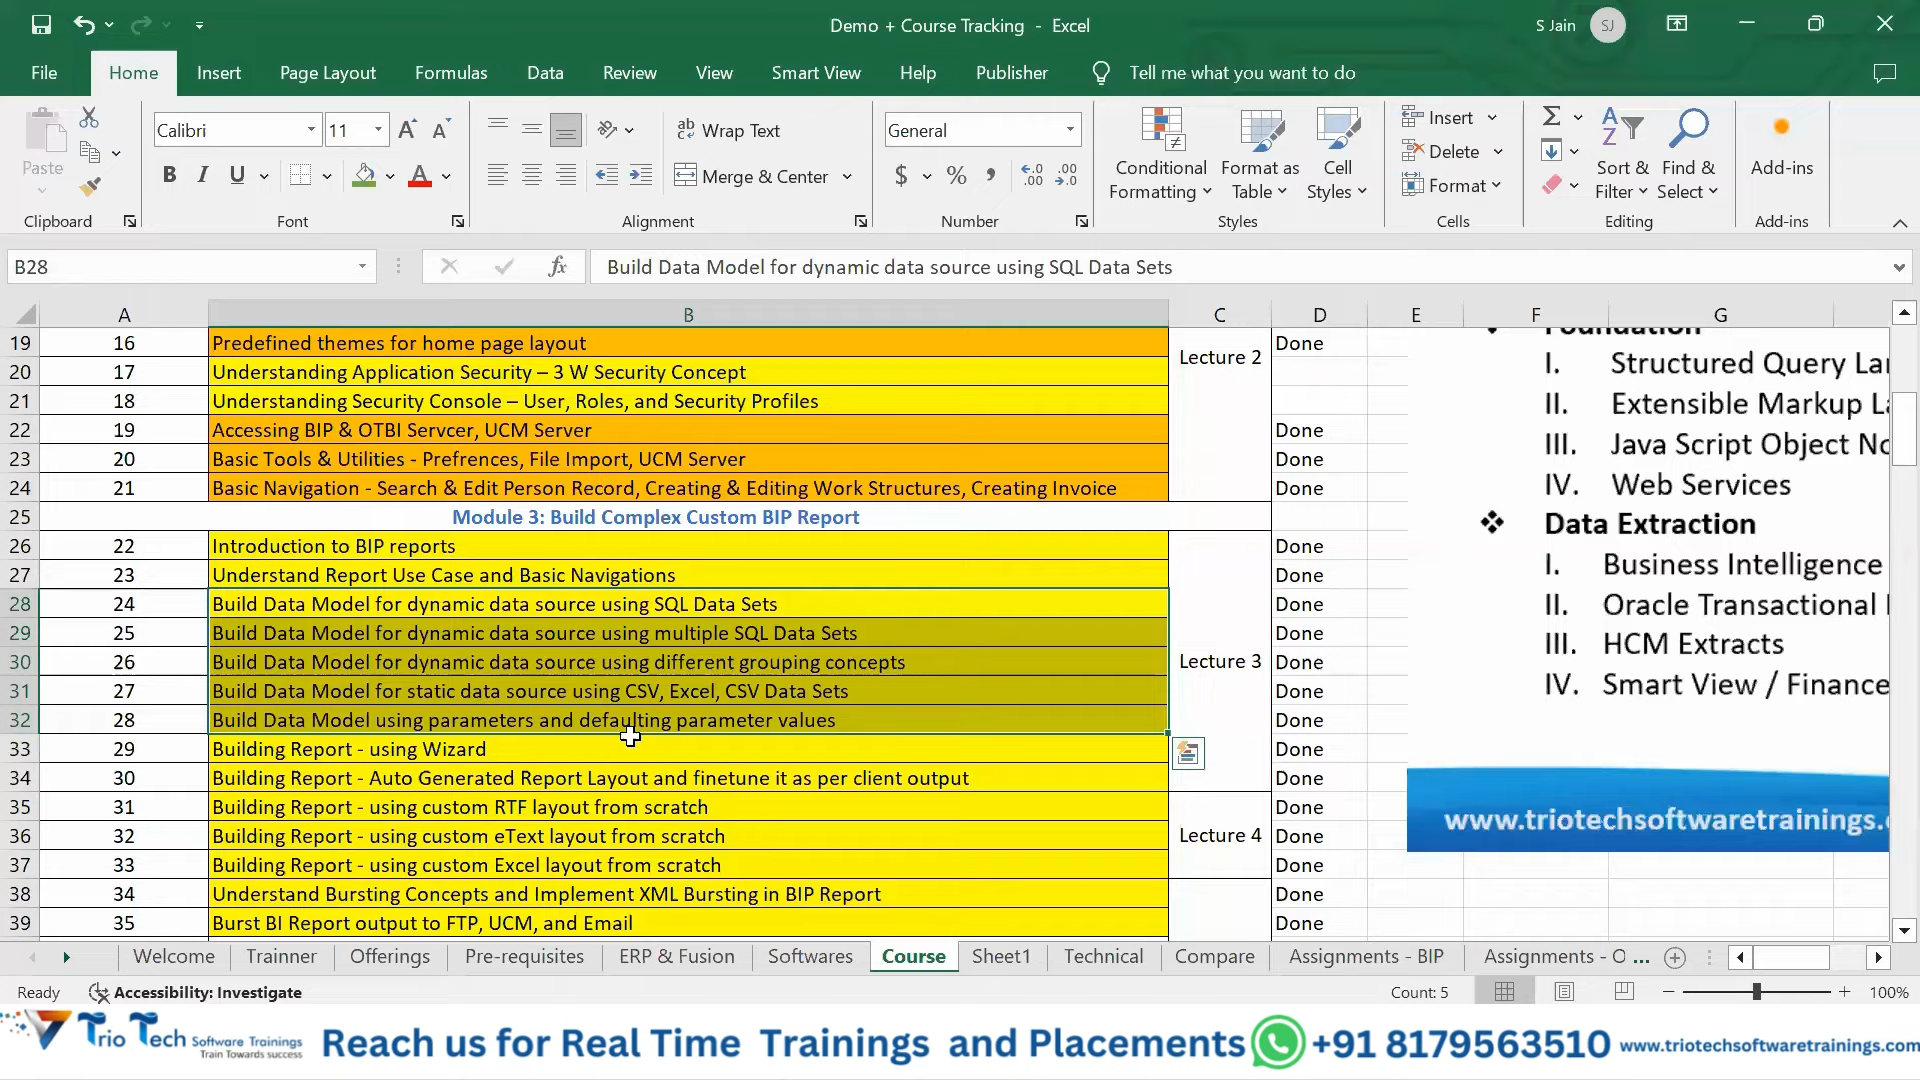 Demo + Course Tracking - Excel
S Jain
SJ
File Home Insert Page Layout Formulas Data Review View Smart View Help Publisher Tell me what you want to do
Paste
Calibri 11
B I U
Wrap Text
Merge & Center
General
$ % ,
Conditional Formatting
Format as Table
Cell Styles
Insert
Delete
Format
Sort & Filter
Find & Select
Add-ins
Clipboard Font Alignment Number Styles Cells Editing Add-ins
B28
fx Build Data Model for dynamic data source using SQL Data Sets
A B C D E F G
19 16 Predefined themes for home page layout Lecture 2 Done
20 17 Understanding Application Security – 3 W Security Concept
21 18 Understanding Security Console – User, Roles, and Security Profiles
22 19 Accessing BIP & OTBI Servcer, UCM Server Done
23 20 Basic Tools & Utilities - Prefrences, File Import, UCM Server Done
24 21 Basic Navigation - Search & Edit Person Record, Creating & Editing Work Structures, Creating Invoice Done
25 Module 3: Build Complex Custom BIP Report
26 22 Introduction to BIP reports Done
27 23 Understand Report Use Case and Basic Navigations Done
28 24 Build Data Model for dynamic data source using SQL Data Sets Done
29 25 Build Data Model for dynamic data source using multiple SQL Data Sets Done
30 26 Build Data Model for dynamic data source using different grouping concepts Lecture 3 Done
31 27 Build Data Model for static data source using CSV, Excel, CSV Data Sets Done
32 28 Build Data Model using parameters and defaulting parameter values Done
33 29 Building Report - using Wizard Done
34 30 Building Report - Auto Generated Report Layout and finetune it as per client output Done
35 31 Building Report - using custom RTF layout from scratch Done
36 32 Building Report - using custom eText layout from scratch Lecture 4 Done
37 33 Building Report - using custom Excel layout from scratch Done
38 34 Understand Bursting Concepts and Implement XML Bursting in BIP Report Done
39 35 Burst BI Report output to FTP, UCM, and Email Done
Foundation
I. Structured Query La
II. Extensible Markup L
III. Java Script Object No
IV. Web Services
❖ Data Extraction
I. Business Intelligence
II. Oracle Transactional
III. HCM Extracts
IV. Smart View / Finance
www.triotechsoftwaretrainings.
Welcome Trainner Offerings Pre-requisites ERP & Fusion Softwares Course Sheet1 Technical Compare Assignments - BIP Assignments - O ...
Ready Accessibility: Investigate Count: 5 100%
Trio Tech Software Trainings
Train Towards success
Reach us for Real Time Trainings and Placements +91 8179563510 www.triotechsoftwaretrainings.com